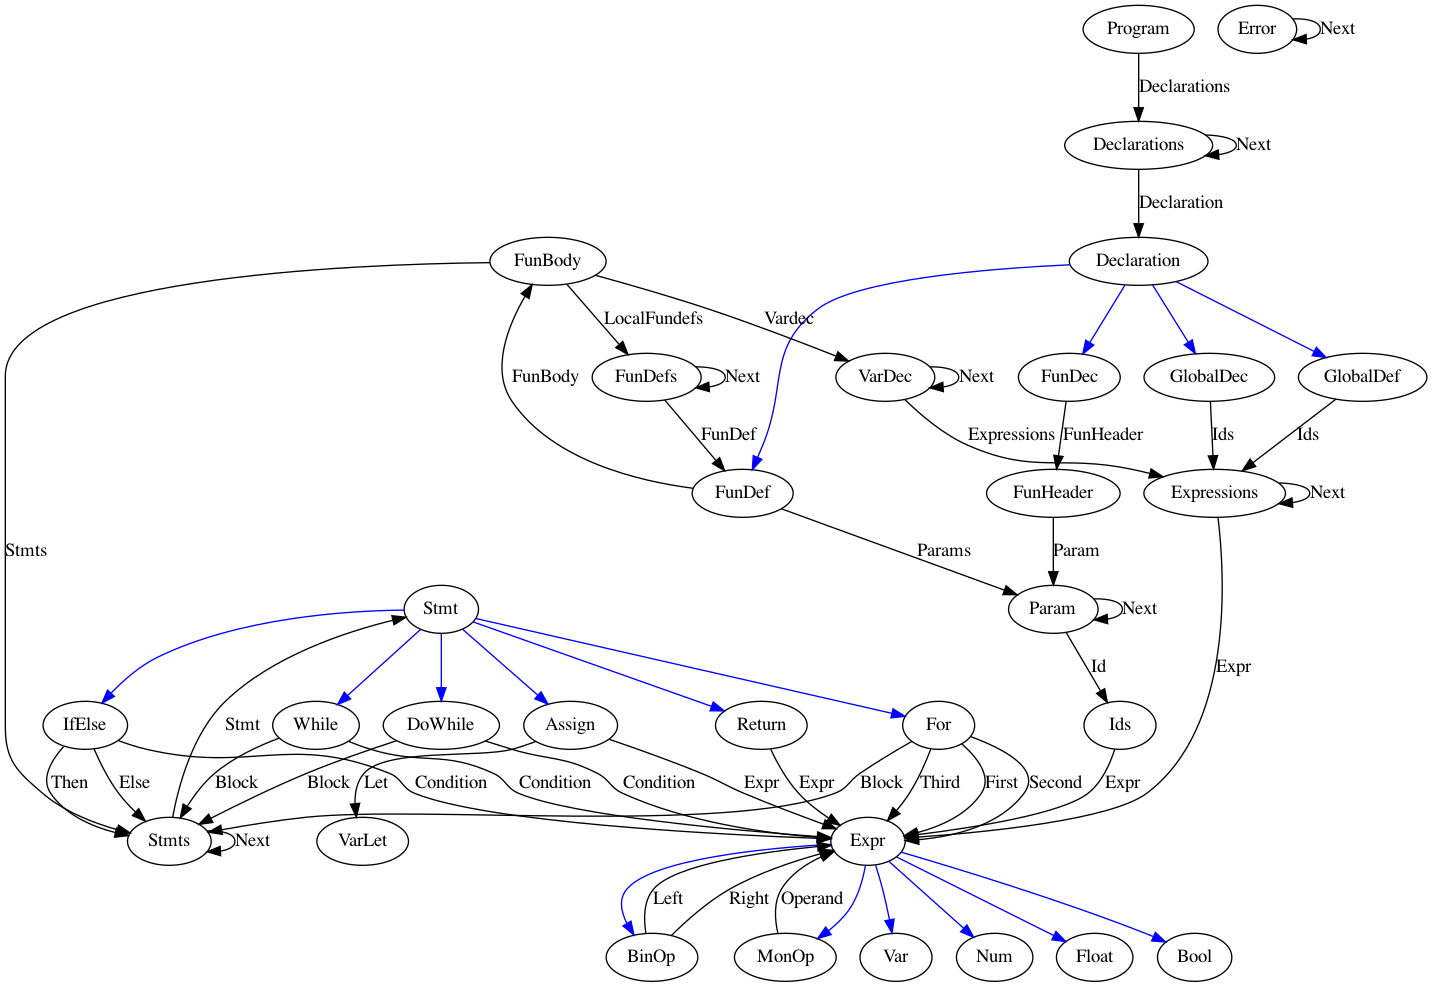 Program
Error
Next
Declarations
Declarations
Next
Declaration
FunBody
Declaration
LocalFundefs
Vardec
FunBody
FunDefs
Next
VarDec
Next
FunDec
GlobalDec
GlobalDef
FunDef
Expressions
FunHeader
Ids
Ids
FunDef
FunHeader
Expressions
Next
Stmts
Params
Param
Stmt
Param
Next
Id
Expr
IfElse
Stmt
While
DoWhile
Assign
Return
For
Ids
Then
Else
Block
Block
Condition
Condition
Let
Condition
Expr
Expr
Block
Third
First
Second
Expr
Stmts
Next
VarLet
Expr
Left
Right
Operand
BinOp
MonOp
Var
Num
Float
Bool